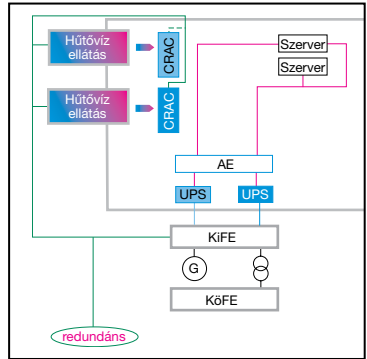 Hűtővíz
ellátás
CRAC
Szerver
Szerver
Hűtővíz
ellátás
CRAC
AE
UPS
UPS
KiFE
G
KöFE
redundáns